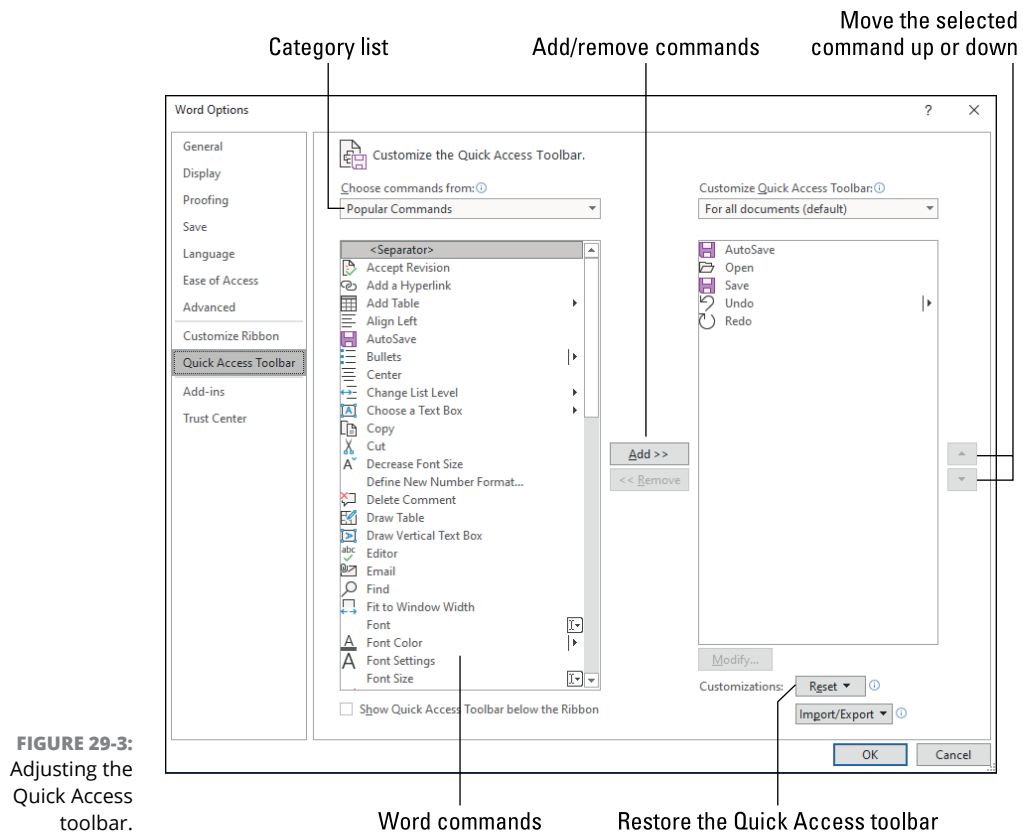 Move the selected
command up or down
Category list
Add/remove commands
Word Options
?
General
Display
Proofing
Save
Language
Ease of Access
Advanced
Customize Ribbon
Quick Access Toolbar
Add-ins
Trust Center
Customize the Quick Access Toolbar.
Choose commands from:
Popular Commands
<Separator>
Accept Revision
Add a Hyperlink
Add Table
Align Left
AutoSave
Bullets
Center
Change List Level
Choose a Text Box
Copy
Cut
Decrease Font Size
Define New Number Format...
Delete Comment
Draw Table
Draw Vertical Text Box
Editor
Email
Find
Fit to Window Width
Font
Font Color
Font Settings
Font Size
Show Quick Access Toolbar below the Ribbon
Add >>
<< Remove
Customize Quick Access Toolbar:
For all documents (default)
AutoSave
Open
Save
Undo
Redo
Modify...
Customizations: Reset
Import/Export
OK
Cancel
FIGURE 29-3:
Adjusting the
Quick Access
toolbar.
Word commands
Restore the Quick Access toolbar